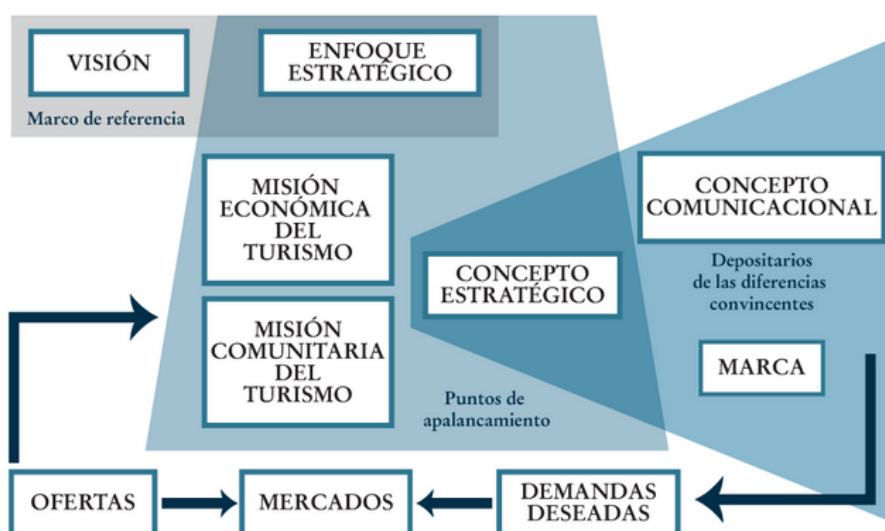 VISIÓN
ENFOQUE
ESTRATÉGICO
Marco de referencia
MISIÓN
ECONÓMICA
DEL
TURISMO
CONCEPTO
COMUNICACIONAL
CONCEPTO
ESTRATÉGICO
Depositarios
de las diferencias
convincentes
MISIÓN
COMUNITARIA
DEL
TURISMO
MARCA
Puntos de
apalancamiento
OFERTAS
MERCADOS
DEMANDAS
DESEADAS